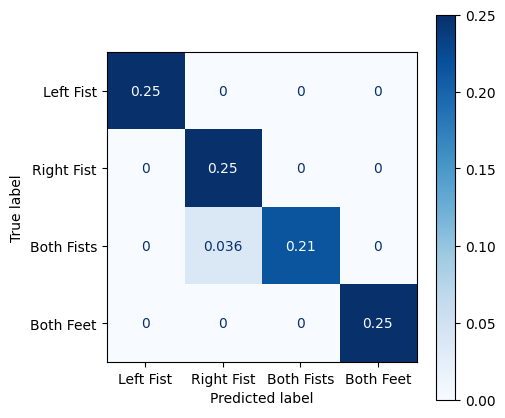 0.25
Left Fist 0.25 0 0 0
0.20
Right Fist 0 0.25 0 0
0.15
True label
0.10
Both Fists 0 0.036 0.21 0
0.05
Both Feet 0 0 0 0.25
0.00
Left Fist Right Fist Both Fists Both Feet
Predicted label